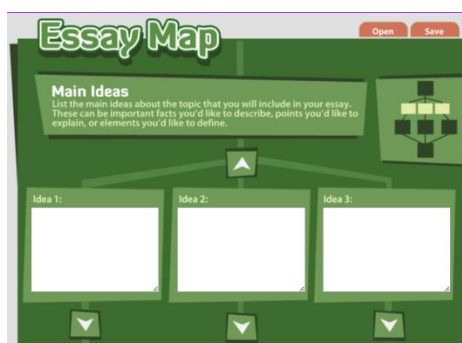 Essay Map
Open
Save
Main Ideas
List the main ideas about the topic that you will include in your essay.
These can be important facts you'd like to describe, points you'd like to
explain, or elements you'd like to define.
Idea 1:
Idea 2:
Idea 3: